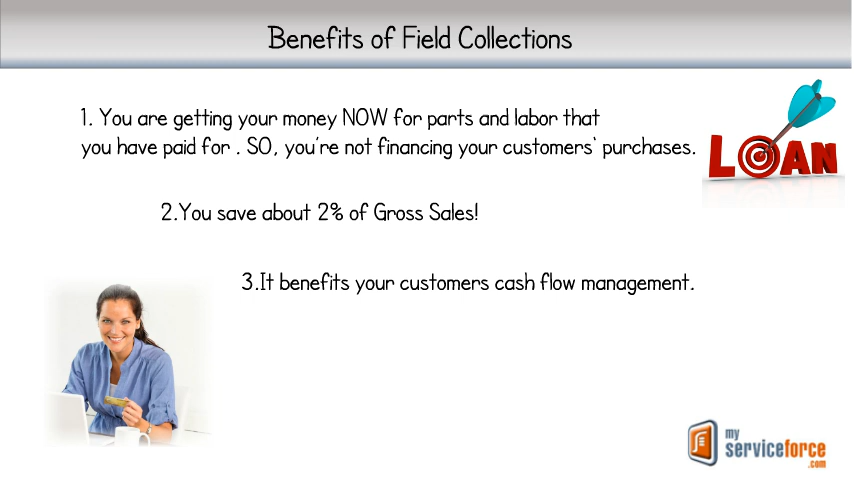 Benefits of Field Collections
1. You are getting your money NOW for parts and labor that
you have paid for . SO, you're not financing your customers' purchases.
LOAN
2.You save about 2% of Gross Sales!
3.It benefits your customers cash flow management.
my
serviceforce
.com